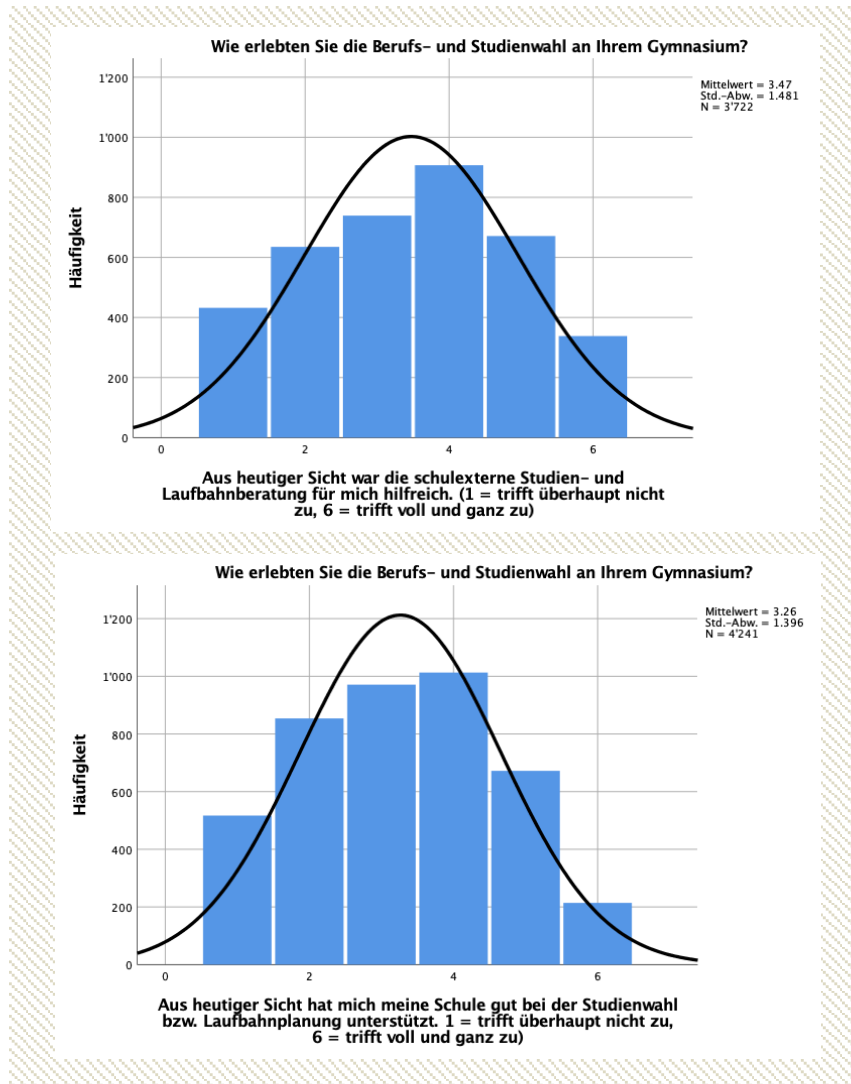 Wie erlebten Sie die Berufs- und Studienwahl an Ihrem Gymnasium?
Mittelwert = 3.47
Std.-Abw. = 1.481
N = 3'722
1'200
1'000
800
600
400
200
0
Häufigkeit
0 2 4 6
Aus heutiger Sicht war die schulexterne Studien- und
Laufbahnberatung für mich hilfreich. (1 = trifft überhaupt nicht
zu, 6 = trifft voll und ganz zu)
Wie erlebten Sie die Berufs- und Studienwahl an Ihrem Gymnasium?
Mittelwert = 3.26
Std.-Abw. = 1.396
N = 4'241
1'200
1'000
800
600
400
200
0
Häufigkeit
0 2 4 6
Aus heutiger Sicht hat mich meine Schule gut bei der Studienwahl
bzw. Laufbahnplanung unterstützt. 1 = trifft überhaupt nicht zu,
6 = trifft voll und ganz zu)